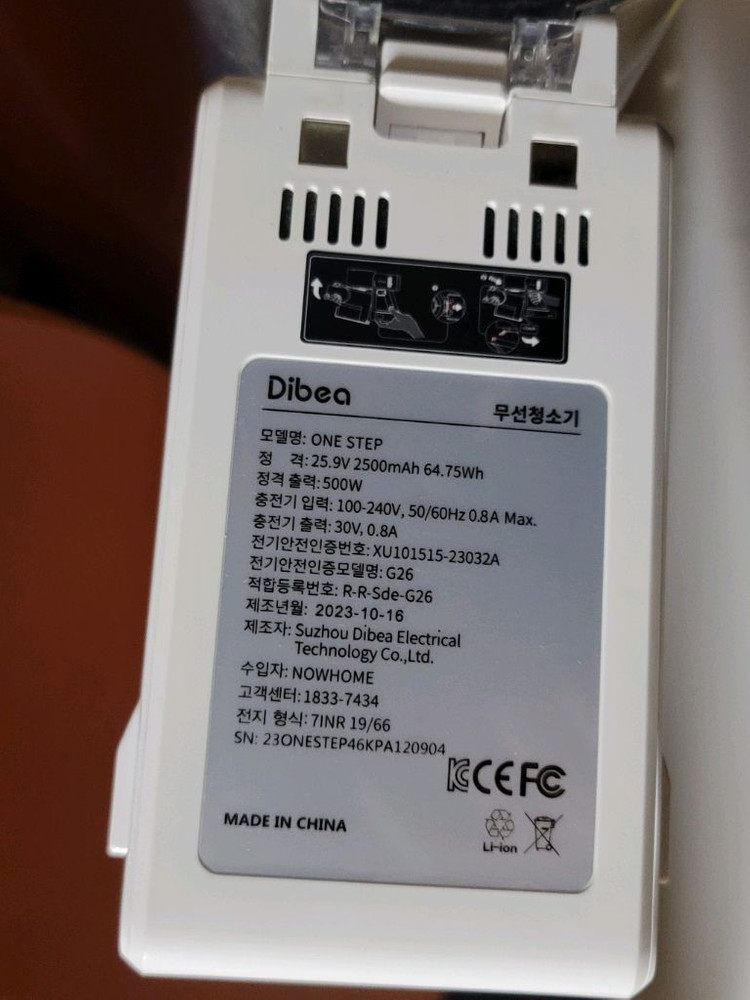 Dibea
무선청소기
모델명: ONE STEP
정 격: 25.9V 2500mAh 64.75Wh
정격 출력: 500W
충전기 입력: 100-240V, 50/60Hz 0.8A Max.
충전기 출력: 30V, 0.8A
전기안전인증번호: XU101515-23032A
전기안전인증모델명: G26
적합등록번호: R-R-Sde-G26
제조년월: 2023-10-16
제조자: Suzhou Dibea Electrical
Technology Co.,Ltd.
수입자: NOWHOME
고객센터: 1833-7434
전지 형식: 7INR 19/66
SN: 23ONESTEP46KPA120904
KC CE FC
MADE IN CHINA
Li-ion